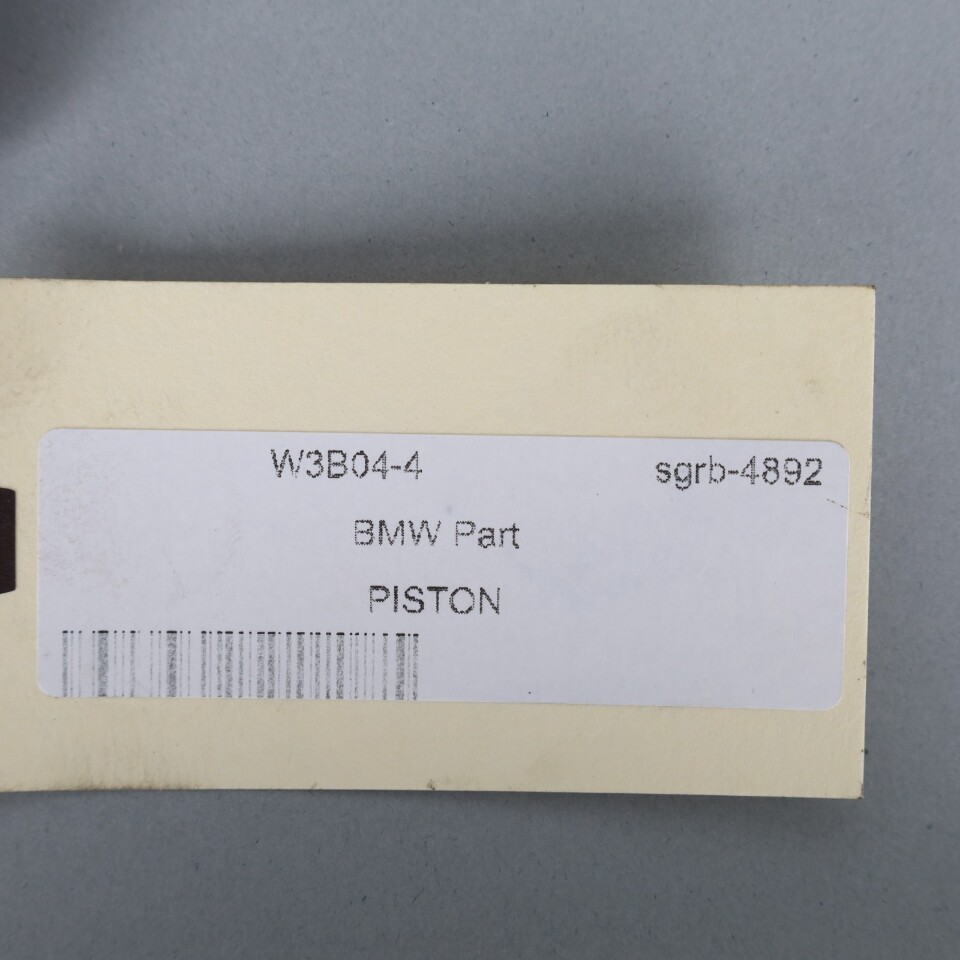 W3B04-4 sgrb-4892
BMW Part
PISTON